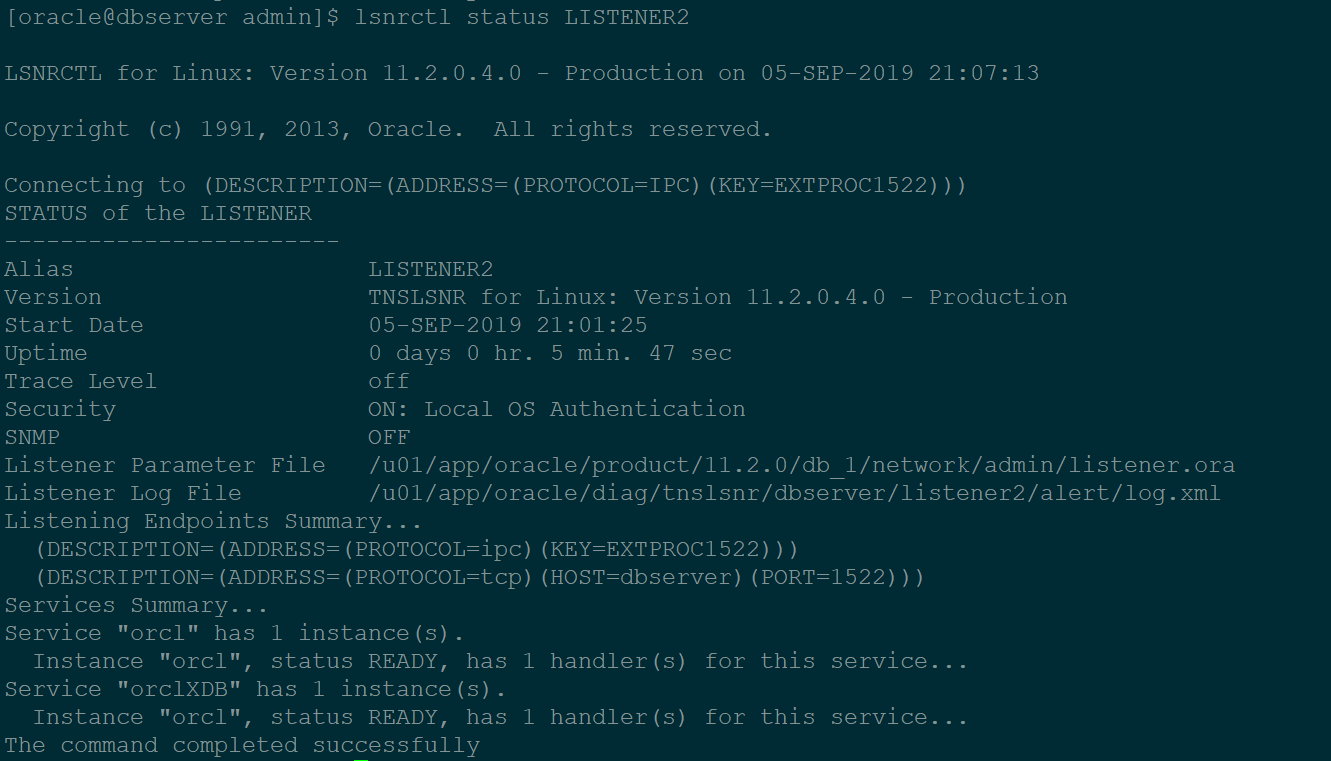 [oracle@dbserver admin]$ lsnrctl status LISTENER2
LSNRCTL for Linux: Version 11.2.0.4.0 - Production on 05-SEP-2019 21:07:13
Copyright (c) 1991, 2013, Oracle.  All rights reserved.
Connecting to (DESCRIPTION=(ADDRESS=(PROTOCOL=IPC)(KEY=EXTPROC1522)))
STATUS of the LISTENER
------------------------
Alias                     LISTENER2
Version                   TNSLSNR for Linux: Version 11.2.0.4.0 - Production
Start Date                05-SEP-2019 21:01:25
Uptime                    0 days 0 hr. 5 min. 47 sec
Trace Level               off
Security                  ON: Local OS Authentication
SNMP                      OFF
Listener Parameter File   /u01/app/oracle/product/11.2.0/db_1/network/admin/listener.ora
Listener Log File         /u01/app/oracle/diag/tnslsnr/dbserver/listener2/alert/log.xml
Listening Endpoints Summary...
  (DESCRIPTION=(ADDRESS=(PROTOCOL=ipc)(KEY=EXTPROC1522)))
  (DESCRIPTION=(ADDRESS=(PROTOCOL=tcp)(HOST=dbserver)(PORT=1522)))
Services Summary...
Service "orcl" has 1 instance(s).
  Instance "orcl", status READY, has 1 handler(s) for this service...
Service "orclXDB" has 1 instance(s).
  Instance "orcl", status READY, has 1 handler(s) for this service...
The command completed successfully